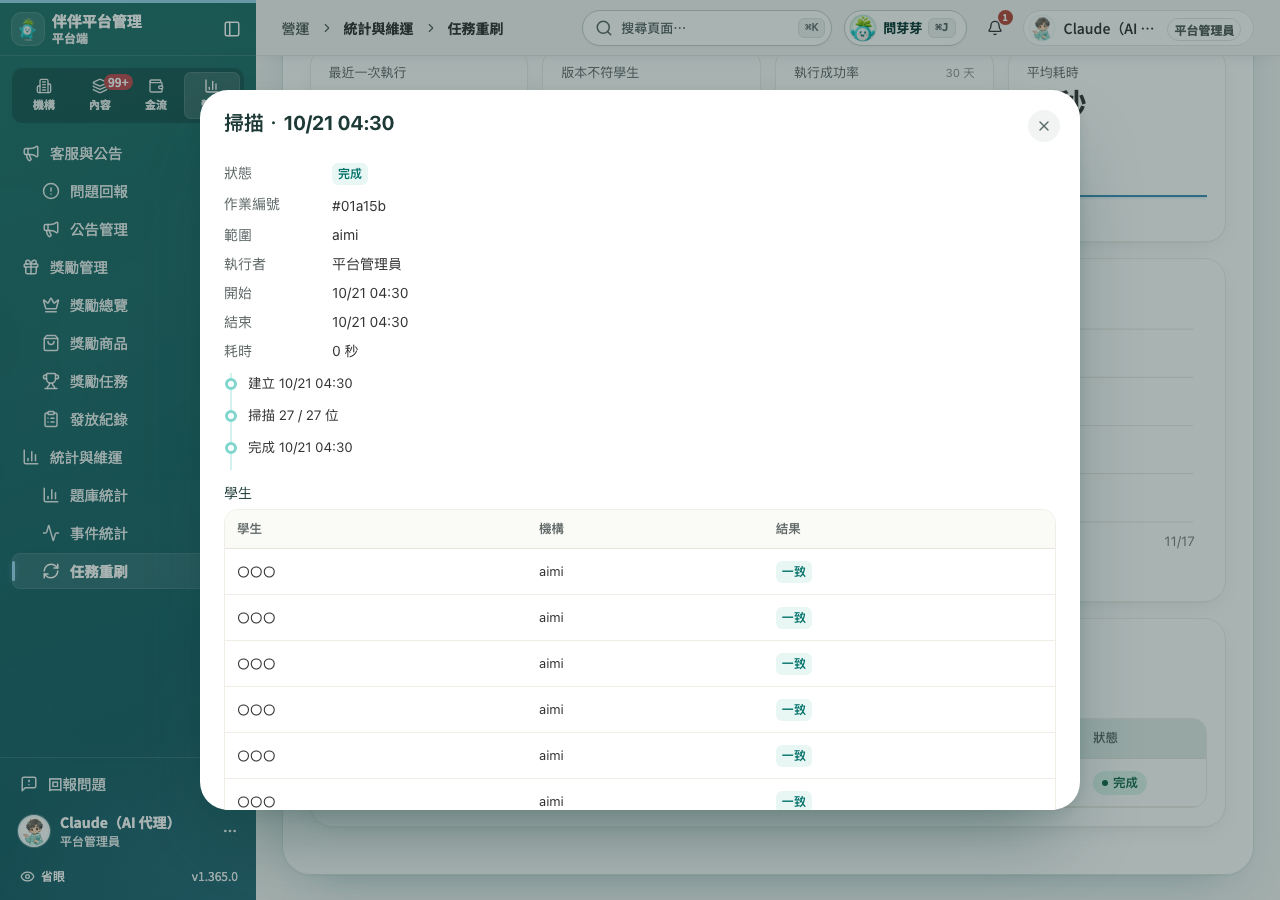 伴伴平台管理
平台端
營運 > 統計與維運 > 任務重刷
搜尋頁面… ⌘K
問芽芽 ⌘J
1
Claude（AI …
平台管理員
機構
99+
內容
金流
客服與公告
問題回報
公告管理
獎勵管理
獎勵總覽
獎勵商品
獎勵任務
發放紀錄
統計與維運
題庫統計
事件統計
任務重刷
回報問題
Claude（AI 代理）
平台管理員
省眼
v1.365.0
最近一次執行
版本不符學生
執行成功率 30 天
平均耗時
秒
掃描 · 10/21 04:30
狀態 完成
作業編號 #01a15b
範圍 aimi
執行者 平台管理員
開始 10/21 04:30
結束 10/21 04:30
耗時 0 秒
建立 10/21 04:30
掃描 27 / 27 位
完成 10/21 04:30
學生
學生 機構 結果
〇〇〇 aimi 一致
〇〇〇 aimi 一致
〇〇〇 aimi 一致
〇〇〇 aimi 一致
〇〇〇 aimi 一致
〇〇〇 aimi 一致
11/17
狀態
完成